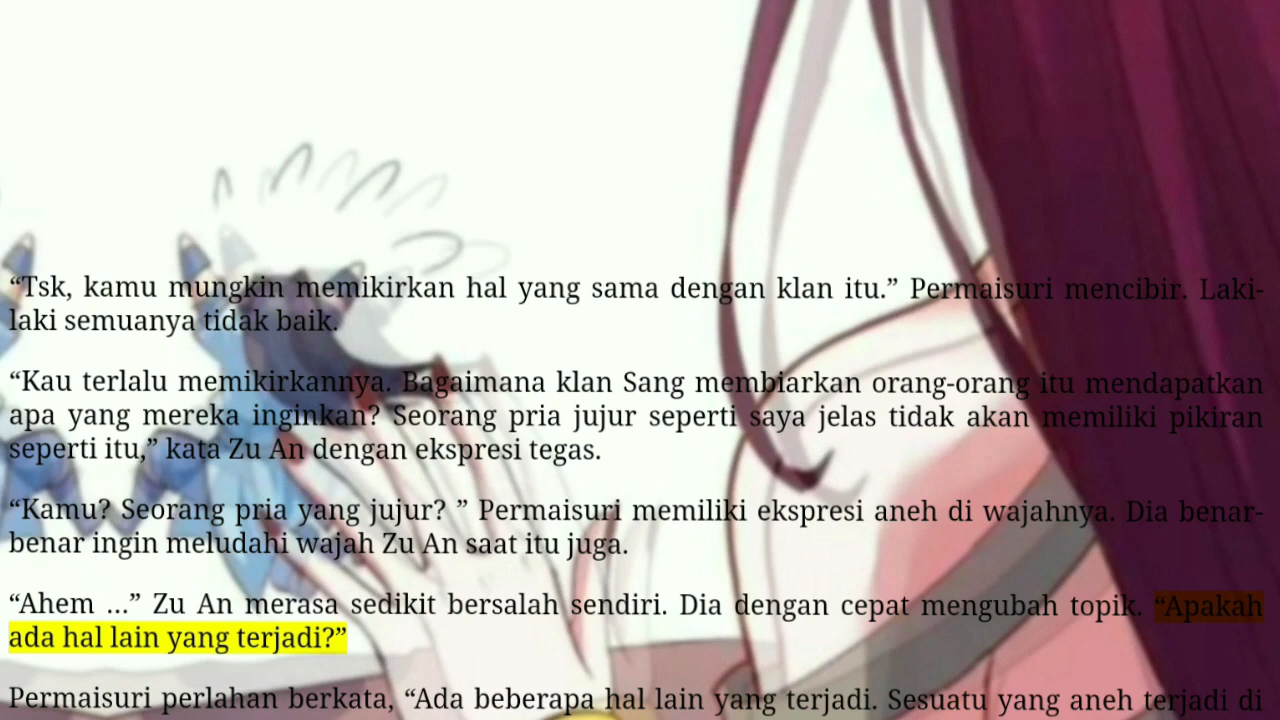 “Tsk, kamu mungkin memikirkan hal yang sama dengan klan itu.” Permaisuri mencibir. Laki-
laki semuanya tidak baik.
“Kau terlalu memikirkannya. Bagaimana klan Sang membiarkan orang-orang itu mendapatkan
apa yang mereka inginkan? Seorang pria jujur seperti saya jelas tidak akan memiliki pikiran
seperti itu,” kata Zu An dengan ekspresi tegas.
“Kamu? Seorang pria yang jujur? ” Permaisuri memiliki ekspresi aneh di wajahnya. Dia benar-
benar ingin meludahi wajah Zu An saat itu juga.
“Ahem ...” Zu An merasa sedikit bersalah sendiri. Dia dengan cepat mengubah topik. “Apakah
ada hal lain yang terjadi?”
Permaisuri perlahan berkata, “Ada beberapa hal lain yang terjadi. Sesuatu yang aneh terjadi di